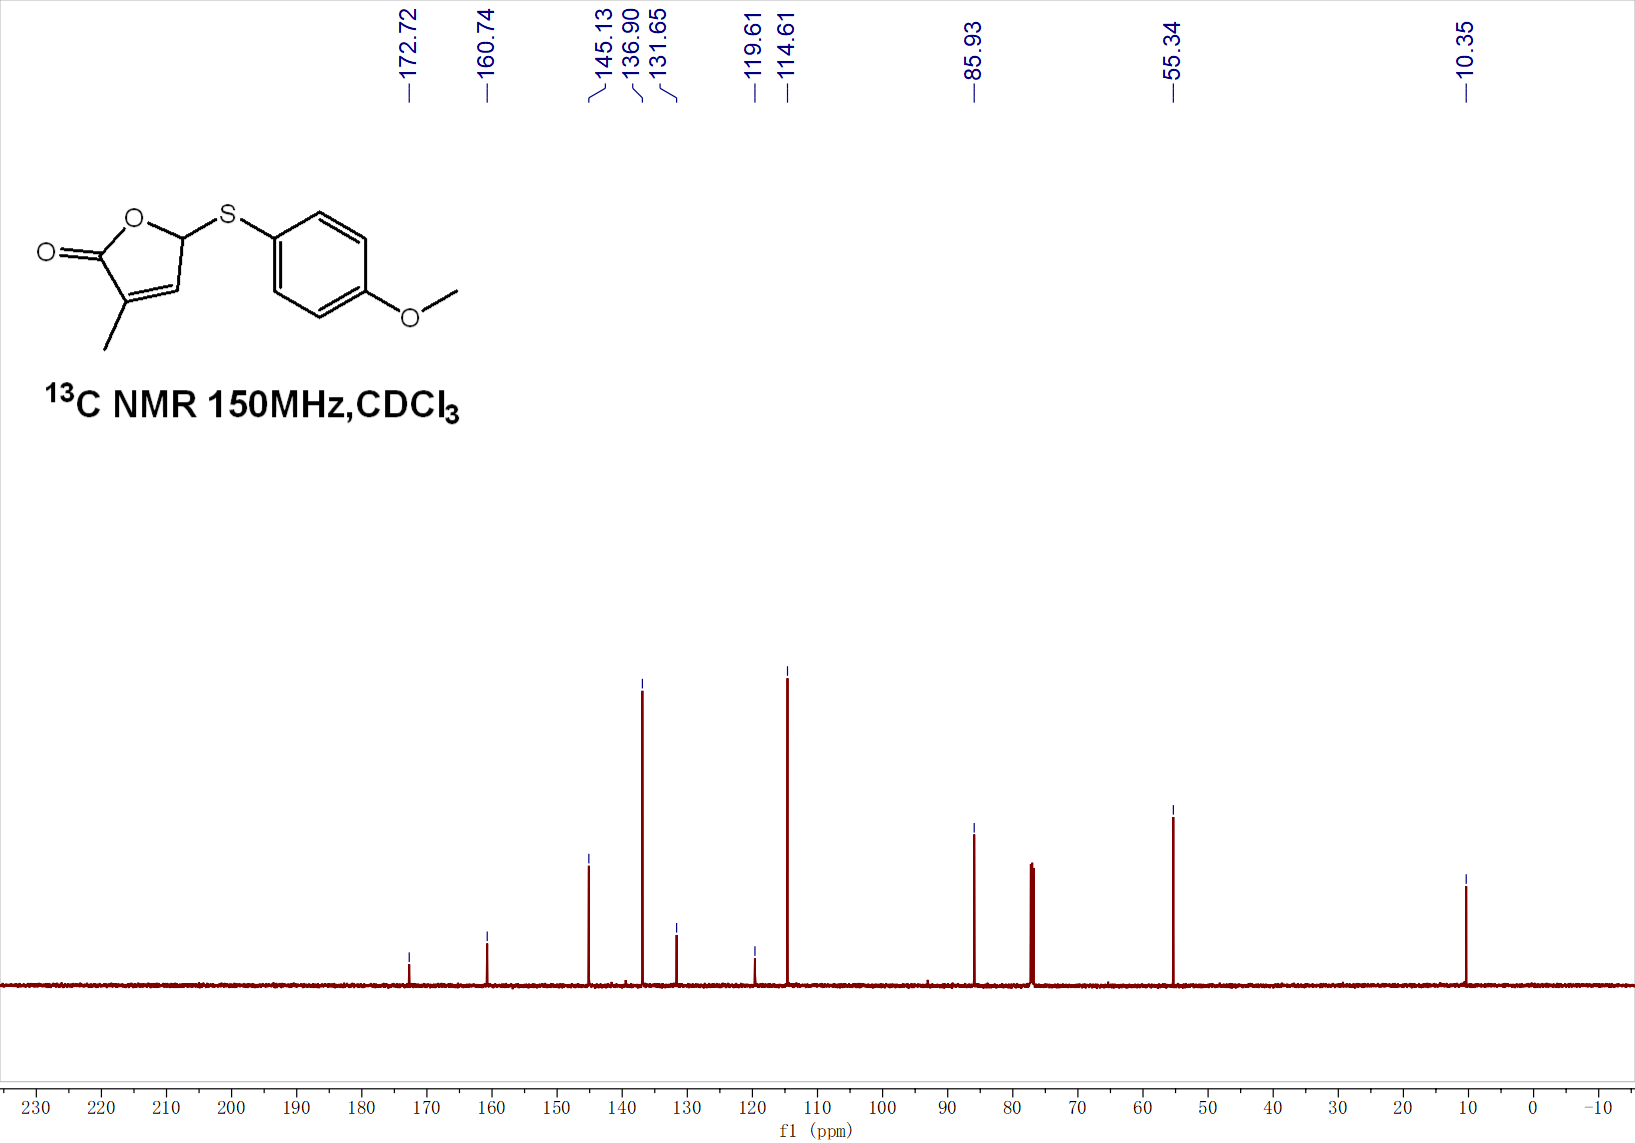 172.72
160.74
145.13
136.90
131.65
119.61
114.61
85.93
55.34
10.35
O
S
O
O
¹³C NMR 150MHz,CDCl₃
230 220 210 200 190 180 170 160 150 140 130 120 110 100 90 80 70 60 50 40 30 20 10 0 -10
f1 (ppm)